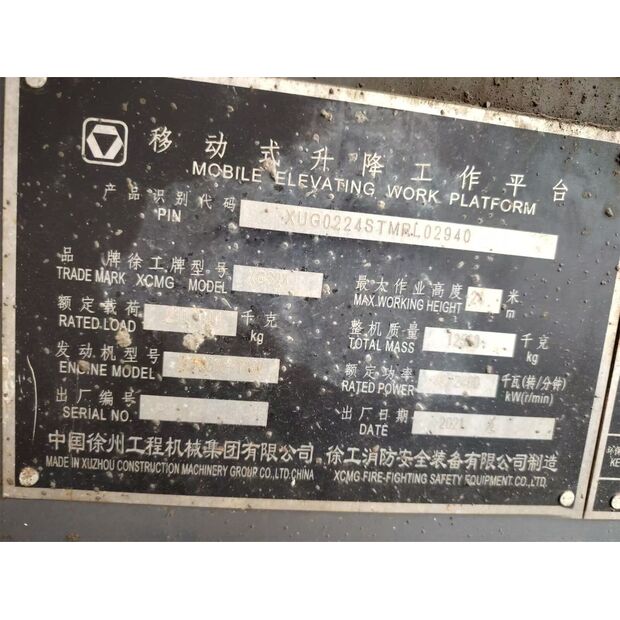 移动式升降工作平台
MOBILE ELEVATING WORK PLATFORM
产品识别代码
PIN
品牌徐工牌型号
TRADE MARK XCMG MODEL
最大作业高度 米
MAX.WORKING HEIGHT m
额定载荷 千克
RATED.LOAD kg
整机质量 千克
TOTAL MASS kg
发动机型号
ENGINE MODEL
额定功率 千瓦(转/分钟)
RATED POWER kW(r/min)
出厂编号
SERIAL NO.
出厂日期 2021
DATE
中国徐州工程机械集团有限公司 徐工消防安全装备有限公司制造
MADE IN XUZHOU CONSTRUCTION MACHINERY GROUP CO.,LTD.CHINA XCMG FIRE-FIGHTING SAFETY EQUIPMENT CO.,LTD.